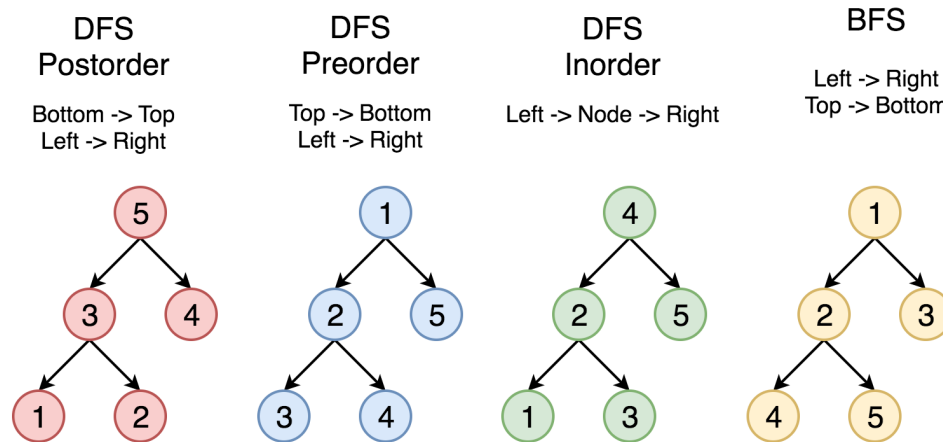 DFS
Postorder
Bottom -> Top
Left -> Right
5
3
4
1
2
DFS
Preorder
Top -> Bottom
Left -> Right
1
2
5
3
4
DFS
Inorder
Left -> Node -> Right
4
2
5
1
3
BFS
Left -> Right
Top -> Bottom
1
2
3
4
5